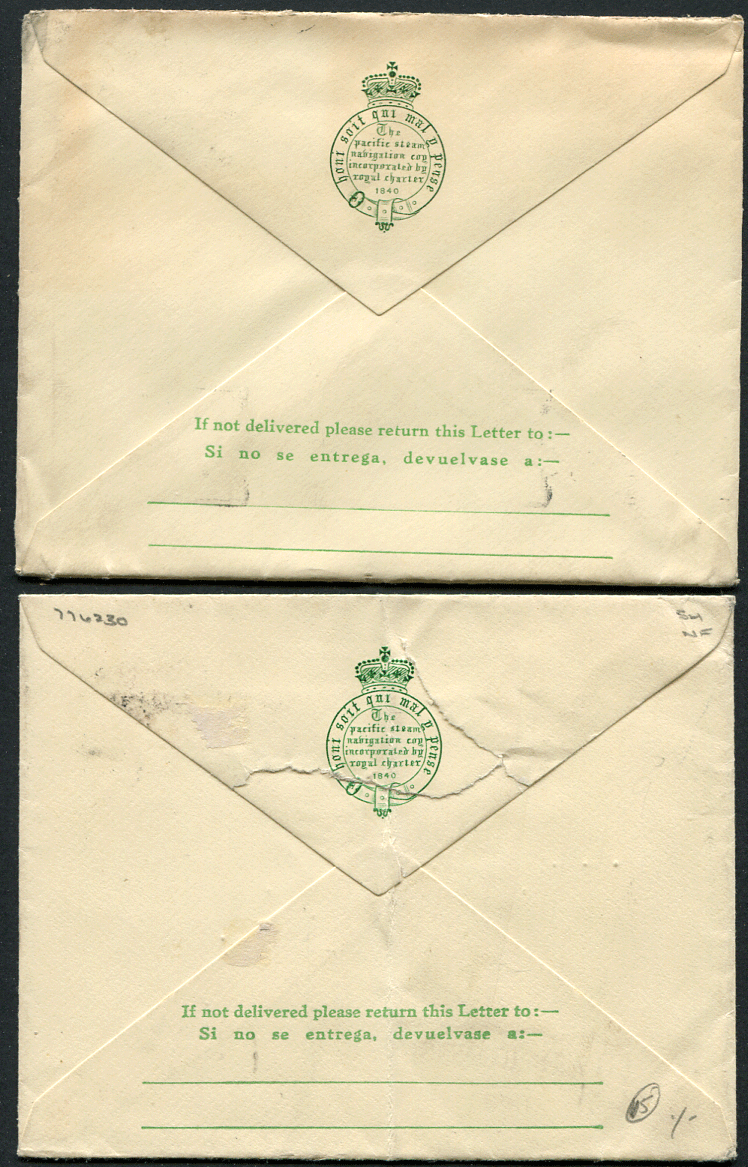 honi soit qui mal y pense
The
pacific steam
navigation coy
incorporated by
royal charter
1840
If not delivered please return this Letter to:—
Si no se entrega, devuelvase a:—
776230
SH
NF
honi soit qui mal y pense
The
pacific steam
navigation coy
incorporated by
royal charter
1840
If not delivered please return this Letter to:—
Si no se entrega, devuelvase a:—
15 -/-